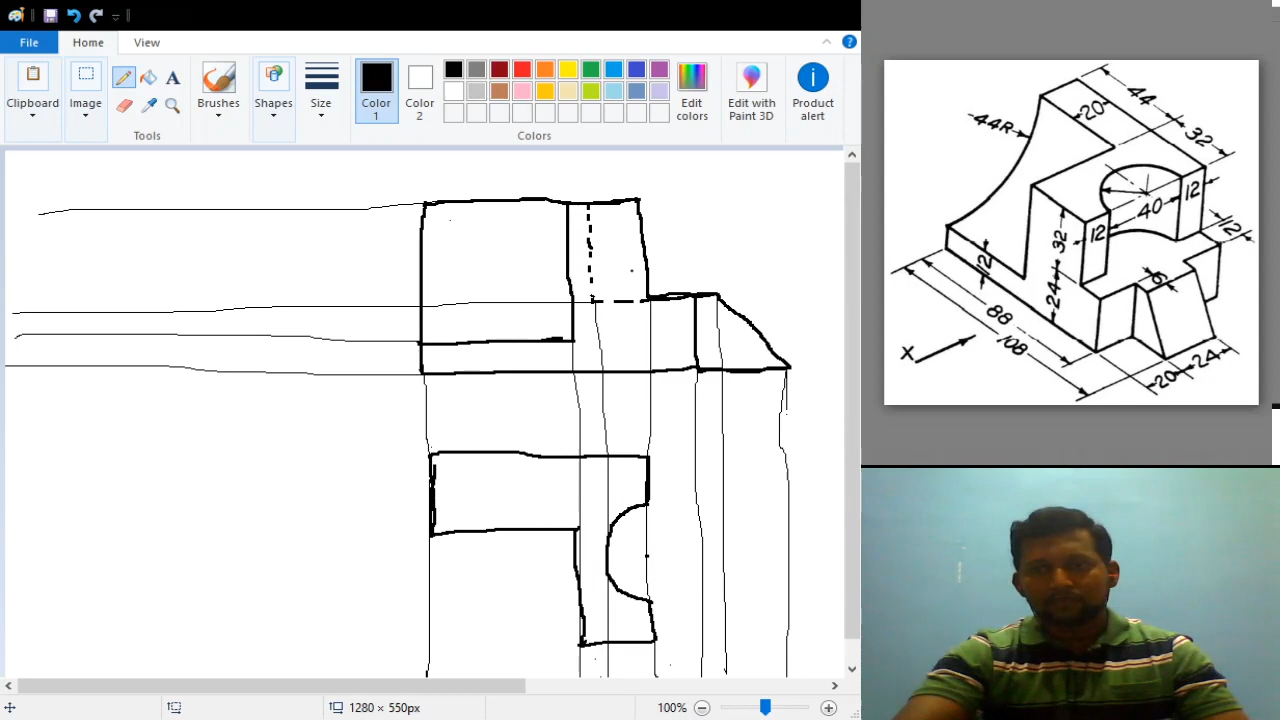 File
Home
View
Clipboard
Image
Tools
Brushes
Shapes
Size
Color 1
Color 2
Colors
Edit colors
Edit with Paint 3D
Product alert
44
20
32
44R
12
40
12
12
32
12
6
24
88
108
X
20
24
1280 × 550px
100%